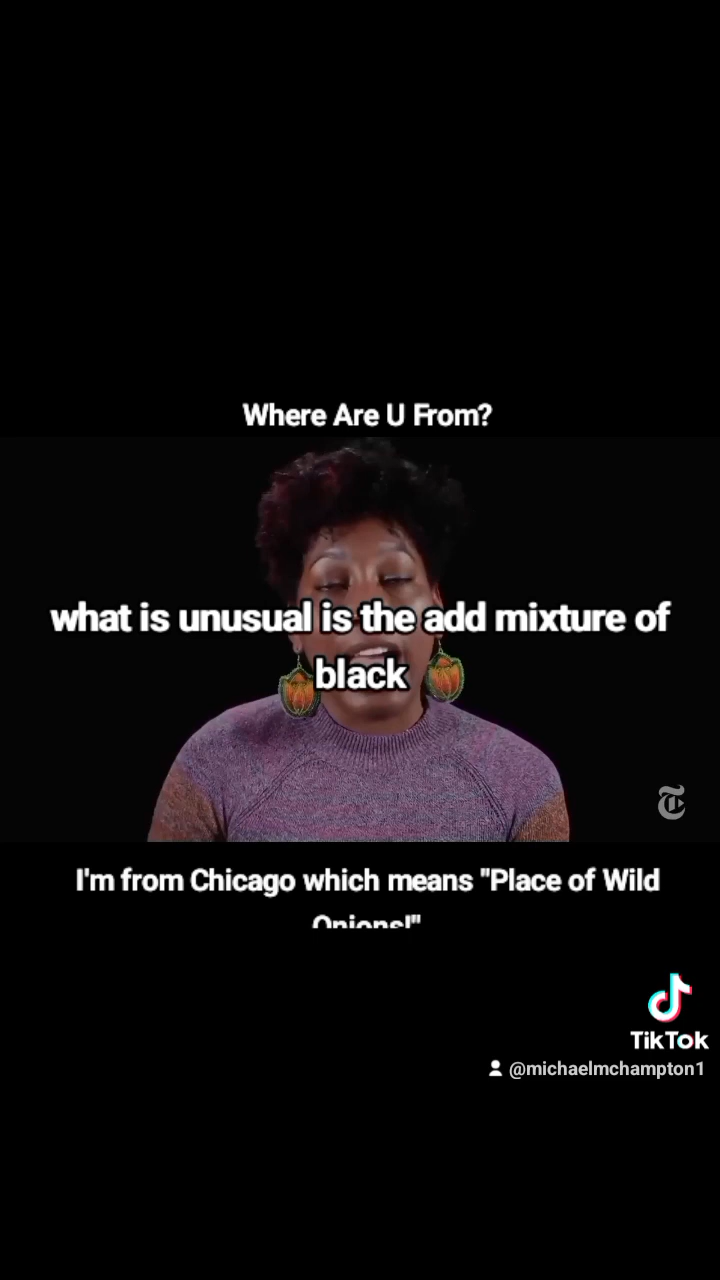 Where Are U From?
what is unusual is the add mixture of
black
I'm from Chicago which means "Place of Wild
Onions!"
TikTok
@michaelmchampton1